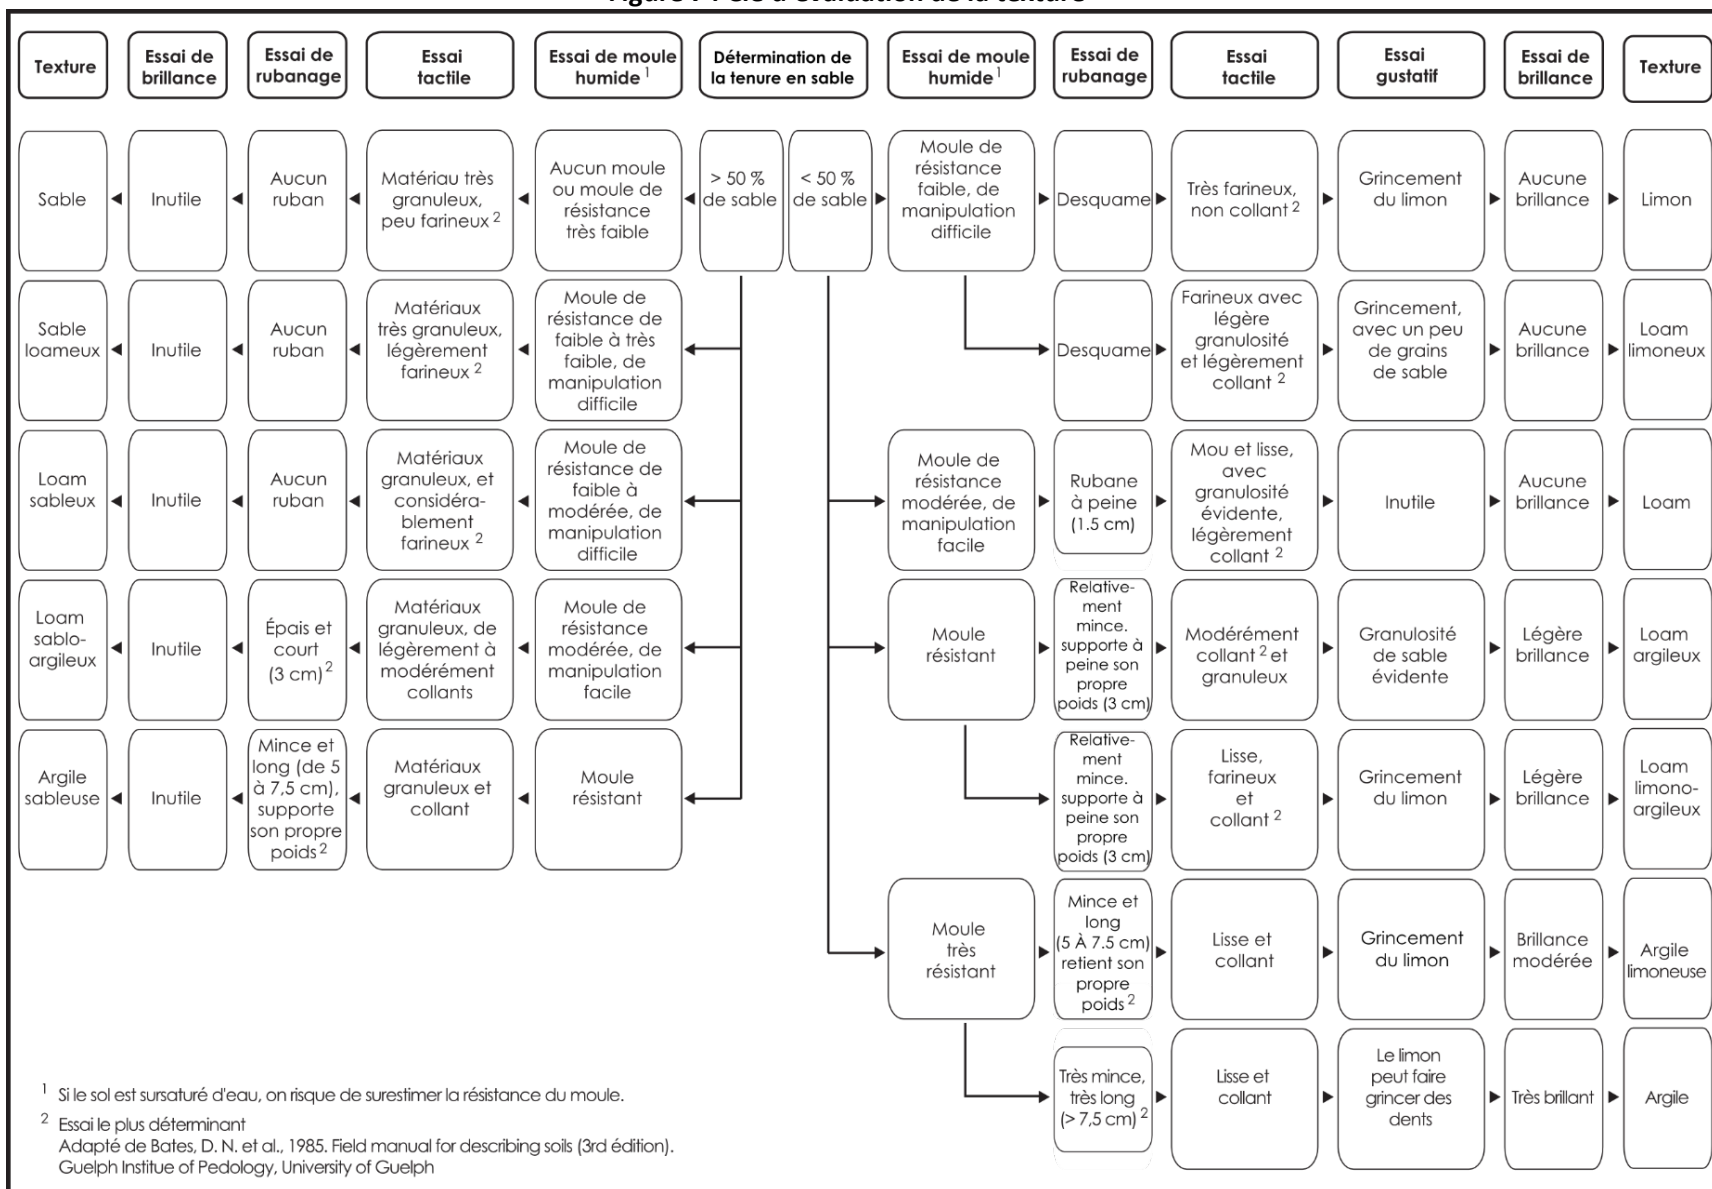 Figure d'évaluation de la texture
Texture
Essai de
brillance
Essai de
rubanage
Essai
tactile
Essai de moule
humide 1
Détermination de
la tenure en sable
Essai de moule
humide 1
Essai de
rubanage
Essai
tactile
Essai
gustatif
Essai de
brillance
Texture
Sable
Inutile
Aucun
ruban
Matériau très
granuleux,
peu farineux 2
Aucun moule
ou moule de
résistance
très faible
> 50 %
de sable
< 50 %
de sable
Moule de
résistance
faible, de
manipulation
difficile
Desquame
Très farineux,
non collant 2
Grincement
du limon
Aucune
brillance
Limon
Sable
loameux
Inutile
Aucun
ruban
Matériaux
très granuleux,
légèrement
farineux 2
Moule de
résistance de
faible à très
faible, de
manipulation
difficile
Desquame
Farineux avec
légère
granulosité
et légèrement
collant 2
Grincement,
avec un peu
de grains
de sable
Aucune
brillance
Loam
limoneux
Loam
sableux
Inutile
Aucun
ruban
Matériaux
granuleux, et
considéra-
blement
farineux 2
Moule de
résistance de
faible à
modérée, de
manipulation
difficile
Moule de
résistance
modérée, de
manipulation
facile
Rubane
à peine
(1.5 cm)
Mou et lisse,
avec
granulosité
évidente,
légèrement
collant 2
Inutile
Aucune
brillance
Loam
Loam
sablo-
argileux
Inutile
Épais et
court
(3 cm) 2
Matériaux
granuleux, de
légèrement à
modérément
collants
Moule de
résistance
modérée, de
manipulation
facile
Moule
résistant
Relative-
ment
mince.
supporte à
peine son
propre
poids (3 cm)
Modérément
collant 2 et
granuleux
Granulosité
de sable
évidente
Légère
brillance
Loam
argileux
Argile
sableuse
Inutile
Mince et
long (de 5
à 7,5 cm),
supporte
son propre
poids 2
Matériaux
granuleux et
collant
Moule
résistant
Relative-
ment
mince.
supporte à
peine son
propre
poids (3 cm)
Lisse,
farineux
et
collant 2
Grincement
du limon
Légère
brillance
Loam
limono-
argileux
Moule
très
résistant
Mince et
long
(5 À 7.5 cm)
retient son
propre
poids 2
Lisse et
collant
Grincement
du limon
Brillance
modérée
Argile
limoneuse
Très mince,
très long
(> 7,5 cm) 2
Lisse et
collant
Le limon
peut faire
grincer des
dents
Très brillant
Argile
1 Si le sol est sursaturé d'eau, on risque de surestimer la résistance du moule.
2 Essai le plus déterminant
Adapté de Bates, D. N. et al., 1985. Field manual for describing soils (3rd édition).
Guelph Institue of Pedology, University of Guelph